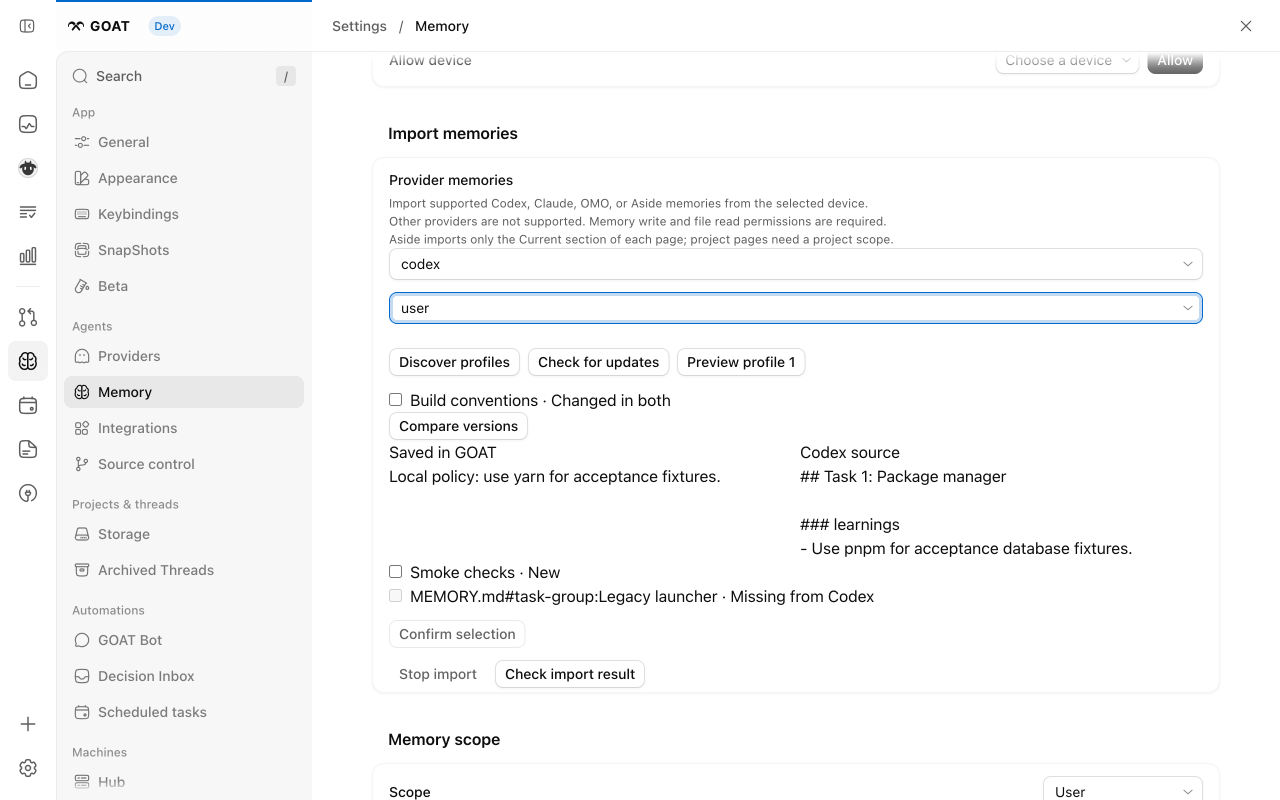 GOAT Dev
Settings / Memory
Search /
App
General
Appearance
Keybindings
SnapShots
Beta
Agents
Providers
Memory
Integrations
Source control
Projects & threads
Storage
Archived Threads
Automations
GOAT Bot
Decision Inbox
Scheduled tasks
Machines
Hub
Allow device
Choose a device
Allow
Import memories
Provider memories
Import supported Codex, Claude, OMO, or Aside memories from the selected device.
Other providers are not supported. Memory write and file read permissions are required.
Aside imports only the Current section of each page; project pages need a project scope.
codex
user
Discover profiles
Check for updates
Preview profile 1
Build conventions · Changed in both
Compare versions
Saved in GOAT
Local policy: use yarn for acceptance fixtures.
Codex source
## Task 1: Package manager
### learnings
- Use pnpm for acceptance database fixtures.
Smoke checks · New
MEMORY.md#task-group:Legacy launcher · Missing from Codex
Confirm selection
Stop import
Check import result
Memory scope
Scope
User